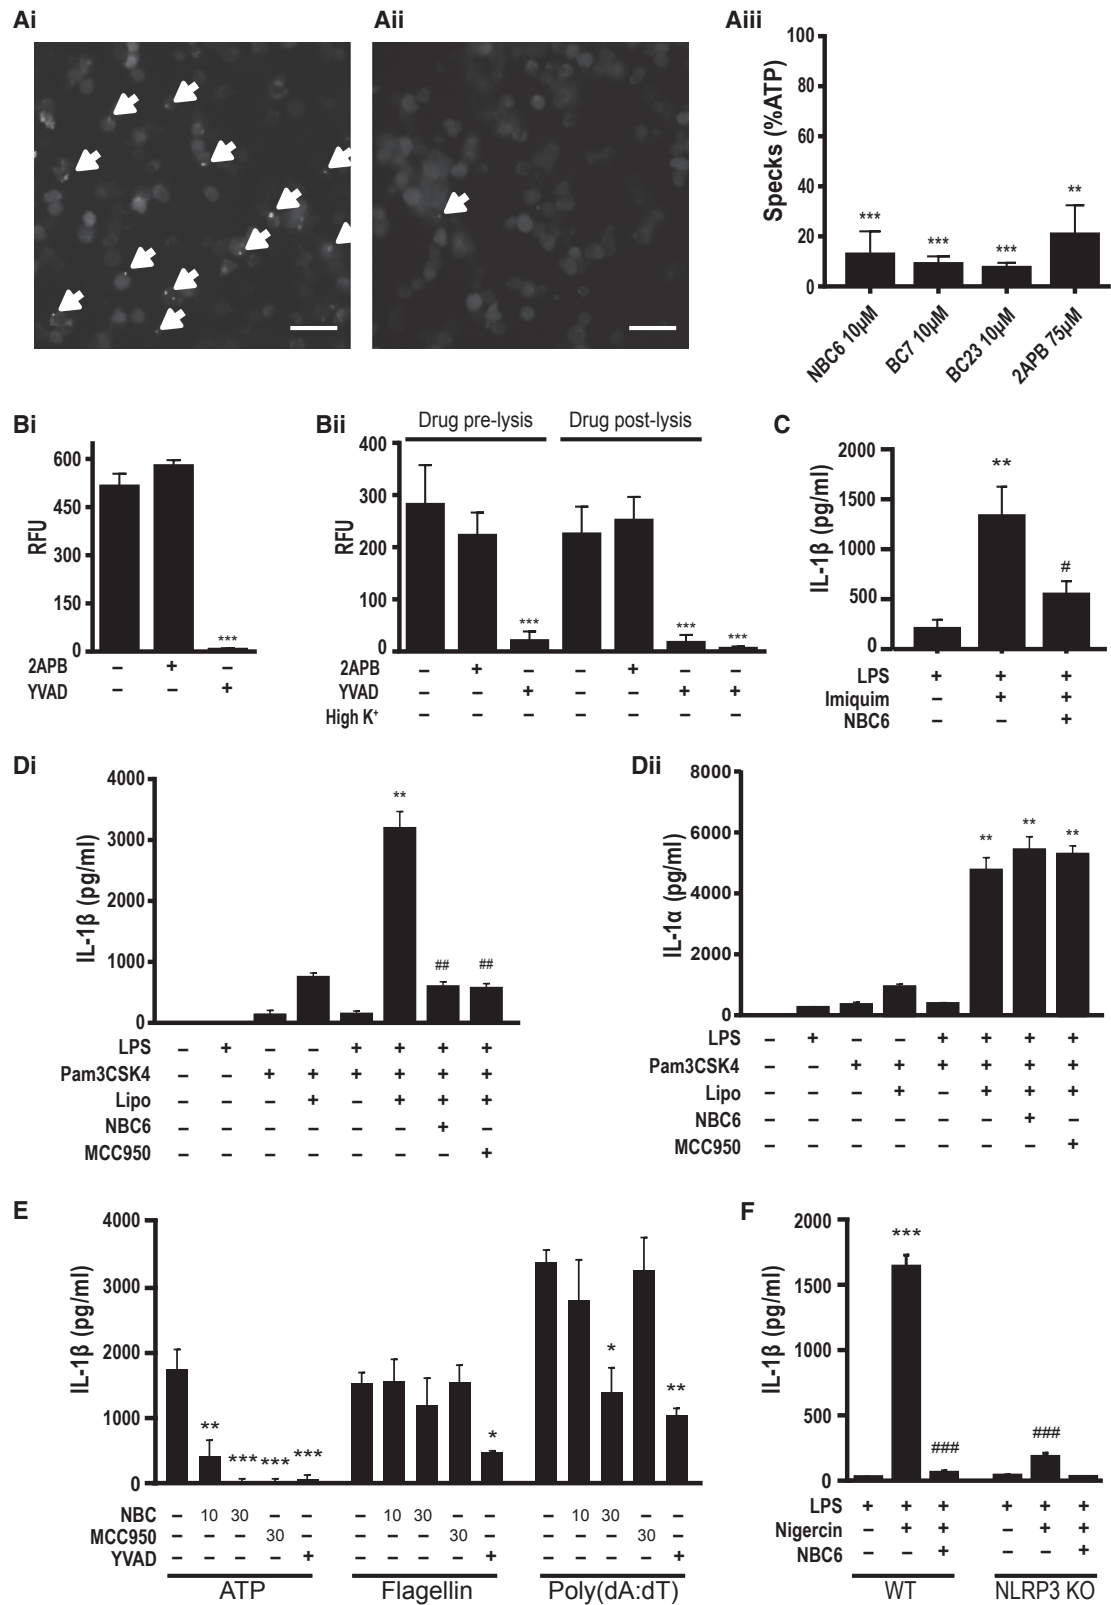 Ai
Aii
Aiii
Specks (%ATP)
100
80
60
40
20
0
***
***
***
**
NBC6 10µM
BC7 10µM
BC23 10µM
2APB 75µM
Bi
RFU
600
450
300
150
0
***
2APB – + –
YVAD – – +
Bii
Drug pre-lysis
Drug post-lysis
RFU
400
300
200
100
0
***
***
***
2APB – + – – + – –
YVAD – – + – – + +
High K+ – – – – – – –
C
IL-1β (pg/ml)
2000
1500
1000
500
0
**
#
LPS + + +
Imiquim – + +
NBC6 – – +
Di
IL-1β (pg/ml)
4000
3000
2000
1000
0
**
##
##
LPS – + – – + + + +
Pam3CSK4 – – + + + + + +
Lipo – – – + – + + +
NBC6 – – – – – – + –
MCC950 – – – – – – – +
Dii
IL-1α (pg/ml)
8000
6000
4000
2000
0
**
**
**
LPS – + – – + + + +
Pam3CSK4 – – + + + + + +
Lipo – – – + – + + +
NBC6 – – – – – – + –
MCC950 – – – – – – – +
E
IL-1β (pg/ml)
4000
3000
2000
1000
0
**
***
***
***
*
*
**
NBC – 10 30 – – – 10 30 – – – 10 30 – –
MCC950 – – – 30 – – – – 30 – – – – 30 –
YVAD – – – – + – – – – + – – – – +
ATP
Flagellin
Poly(dA:dT)
F
IL-1β (pg/ml)
2000
1500
1000
500
0
***
###
###
LPS + + + + + +
Nigercin – + + – + +
NBC6 – – + – – +
WT
NLRP3 KO